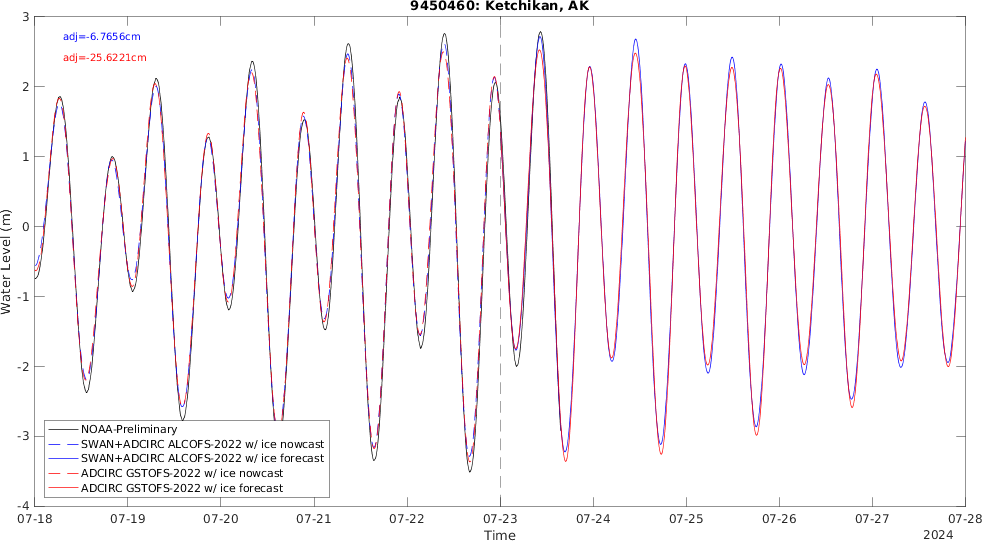 9450460: Ketchikan, AK
adj=-6.7656cm
adj=-25.6221cm
3
2
1
0
-1
-2
-3
-4
Water Level (m)
NOAA-Preliminary
SWAN+ADCIRC ALCOFS-2022 w/ ice nowcast
SWAN+ADCIRC ALCOFS-2022 w/ ice forecast
ADCIRC GSTOFS-2022 w/ ice nowcast
ADCIRC GSTOFS-2022 w/ ice forecast
07-18 07-19 07-20 07-21 07-22 07-23 07-24 07-25 07-26 07-27 07-28
Time
2024